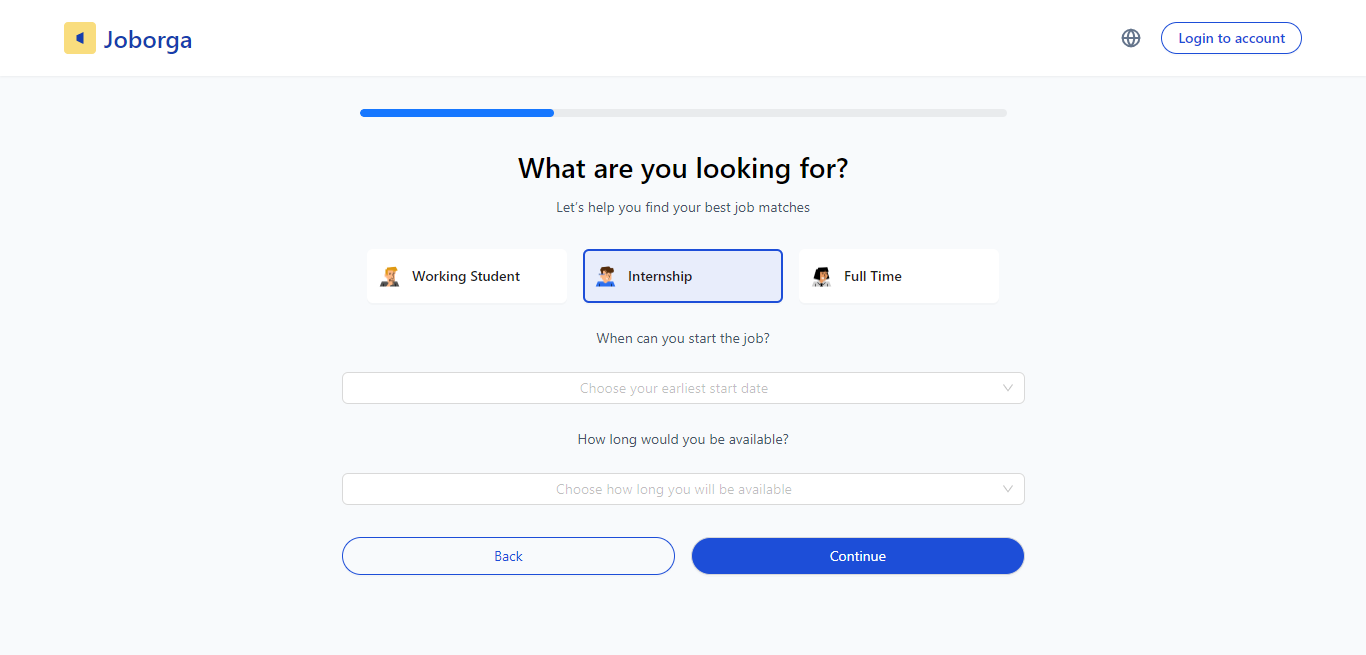 Joborga
Login to account
What are you looking for?
Let's help you find your best job matches
Working Student
Internship
Full Time
When can you start the job?
Choose your earliest start date
How long would you be available?
Choose how long you will be available
Back
Continue